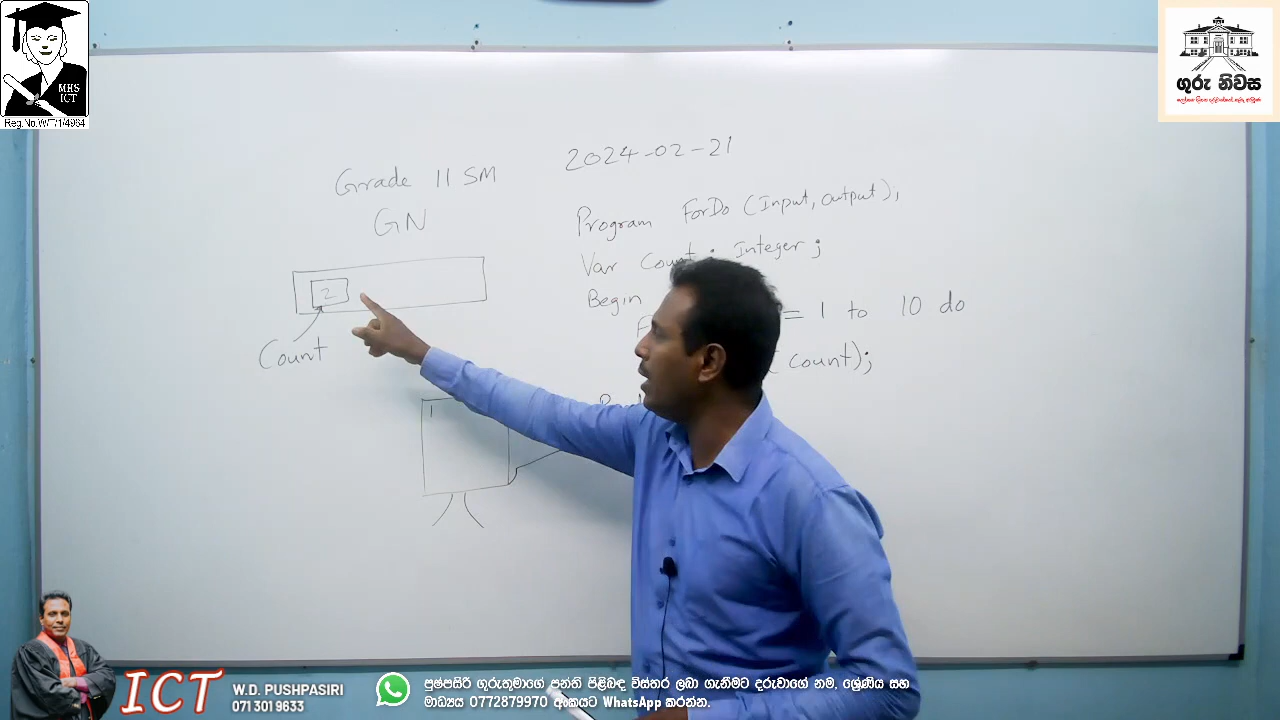 MHS
ICT
Reg.No.W/T/1/4964
ගුරු නිවස
Grade 11 SM
GN
2024-02-21
Program ForDo (Input, output);
Var Count : Integer ;
Begin
= 1 to 10 do
count);
2
Count
1
ICT
W.D. PUSHPASIRI
071 301 9633
පුෂ්පසිරි ගුරුතුමාගේ පන්ති පිළිබඳ විස්තර ලබා ගැනීමට දරුවාගේ නම, ශ්‍රේණිය සහ
මාධ්‍යය 0772879970 අංකයට WhatsApp කරන්න.